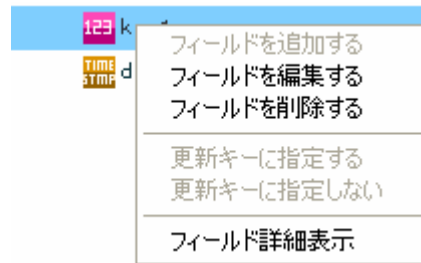 123 k
フィールドを追加する
TIME STMP d
フィールドを編集する
フィールドを削除する
更新キーに指定する
更新キーに指定しない
フィールド詳細表示